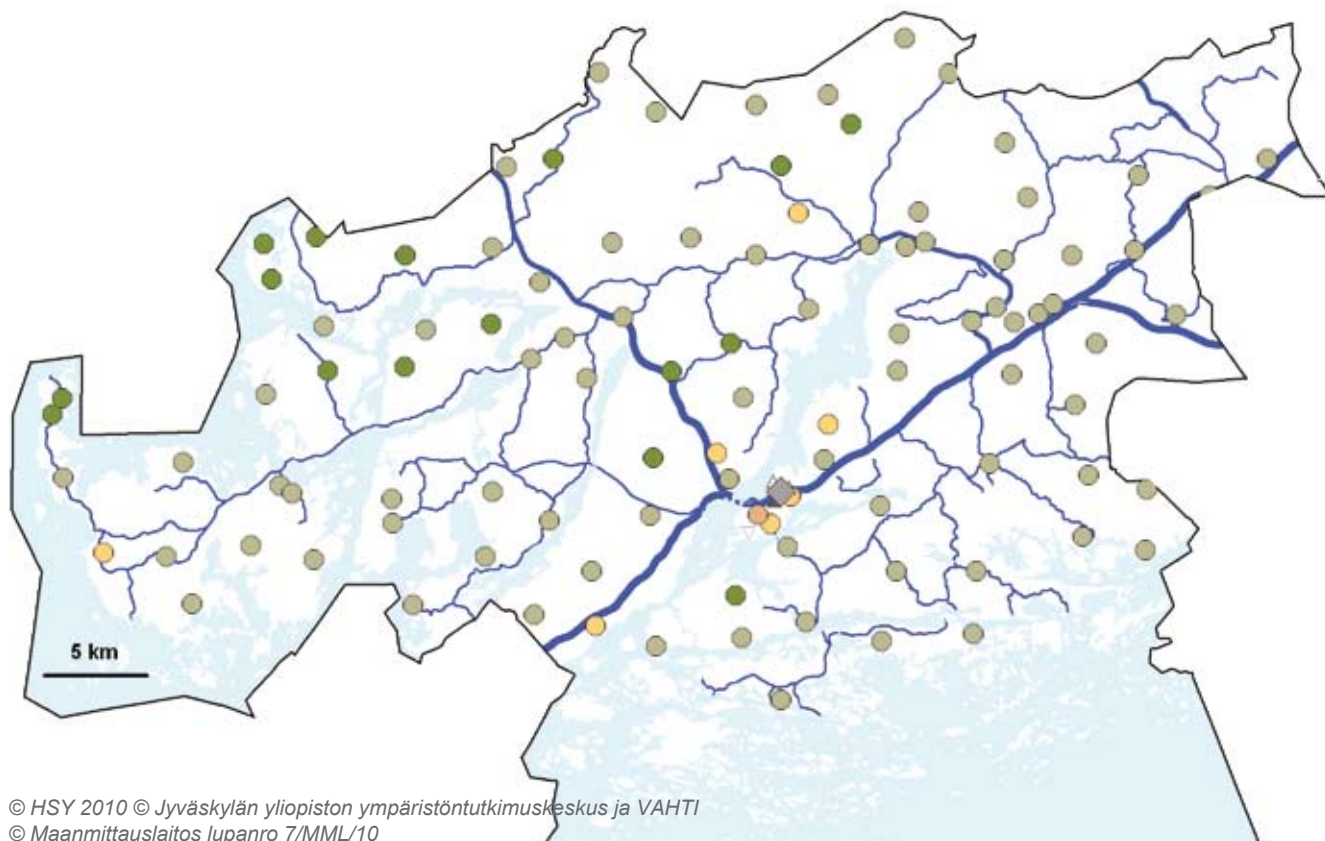 5 km
© HSY 2010 © Jyväskylän yliopiston ympäristöntutkimuskeskus ja VAHTI
© Maanmittauslaitos lupanro 7/MML/10